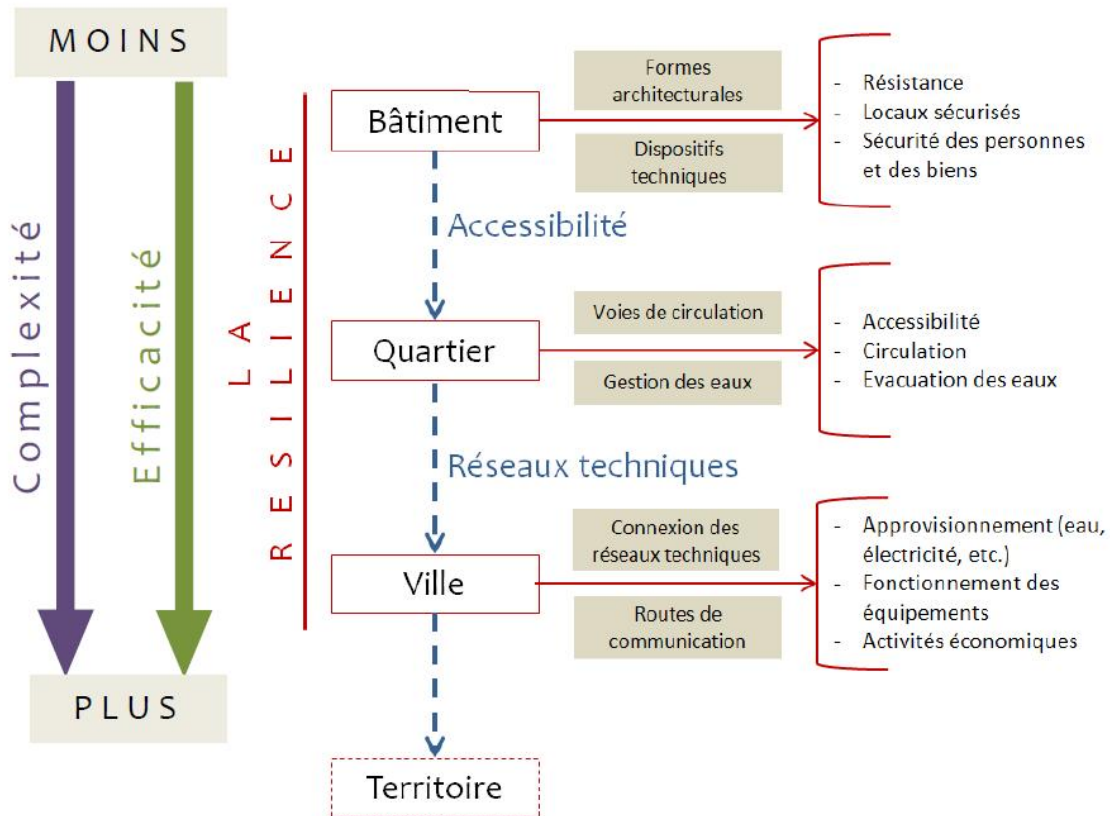 MOINS
Complexité
Efficacité
PLUS
LA
RESILIENCE
Bâtiment
Formes
architecturales
Dispositifs
techniques
- Résistance
- Locaux sécurisés
- Sécurité des personnes
et des biens
Accessibilité
Quartier
Voies de circulation
Gestion des eaux
- Accessibilité
- Circulation
- Evacuation des eaux
Réseaux techniques
Ville
Connexion des
réseaux techniques
Routes de
communication
- Approvisionnement (eau,
électricité, etc.)
- Fonctionnement des
équipements
- Activités économiques
Territoire